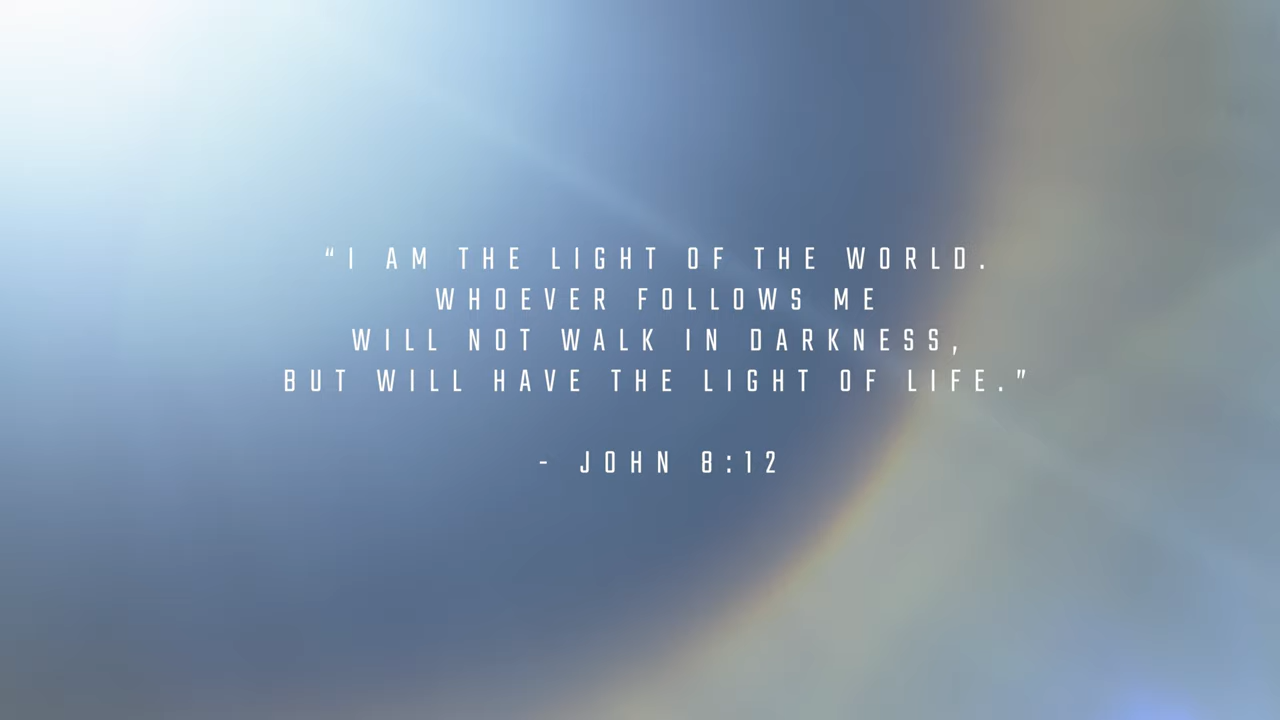 “I AM THE LIGHT OF THE WORLD.
WHOEVER FOLLOWS ME
WILL NOT WALK IN DARKNESS,
BUT WILL HAVE THE LIGHT OF LIFE.”
- JOHN 8:12